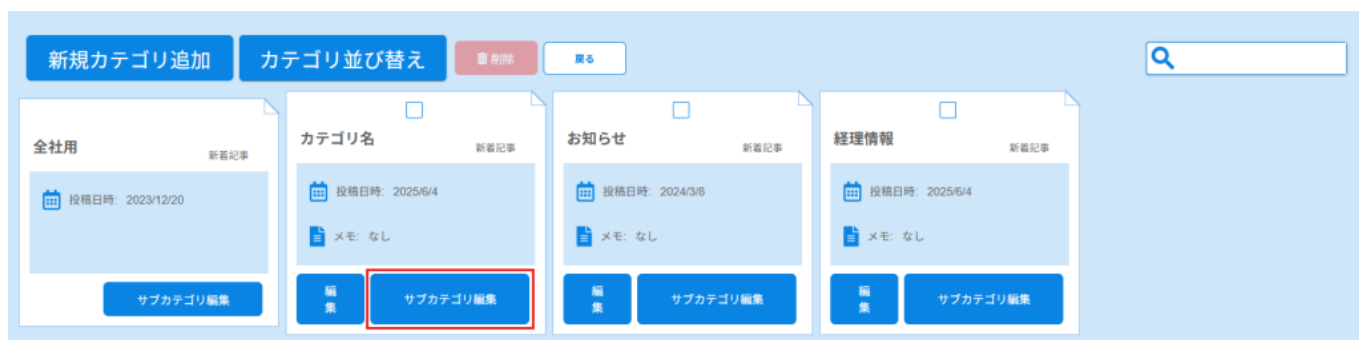 新規カテゴリ追加
カテゴリ並び替え
削除
戻る
全社用
新着記事
投稿日時: 2023/12/20
サブカテゴリ編集
カテゴリ名
新着記事
投稿日時: 2025/6/4
メモ: なし
編集
サブカテゴリ編集
お知らせ
新着記事
投稿日時: 2024/3/8
メモ: なし
編集
サブカテゴリ編集
経理情報
新着記事
投稿日時: 2025/6/4
メモ: なし
編集
サブカテゴリ編集